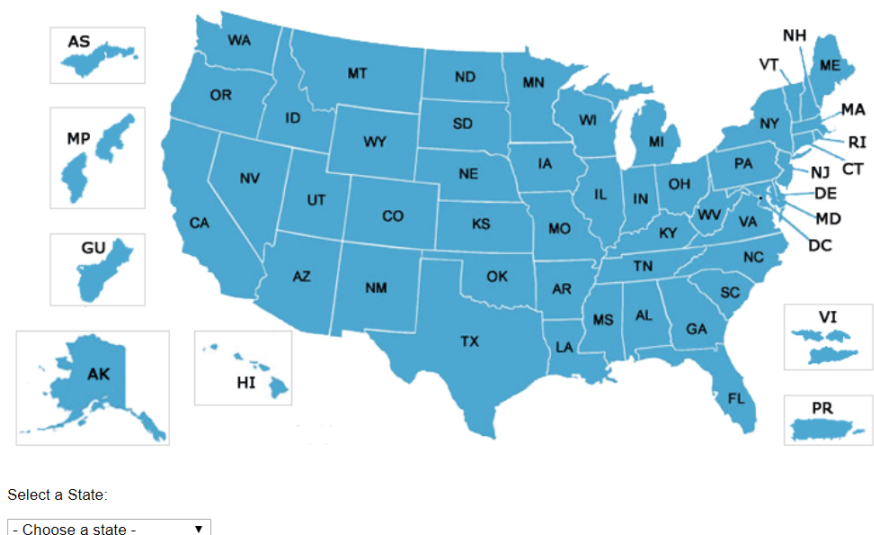 AS
WA
NH
VT
ME
MT
ND
MN
OR
ID
SD
WI
MI
NY
MA
MP
WY
RI
NV
NE
IA
PA
NJ
CT
UT
CO
IL
IN
OH
DE
CA
KS
MO
WV
VA
MD
KY
DC
GU
AZ
NM
OK
AR
TN
NC
SC
MS
AL
GA
VI
TX
LA
AK
HI
FL
PR
Select a State:
- Choose a state -